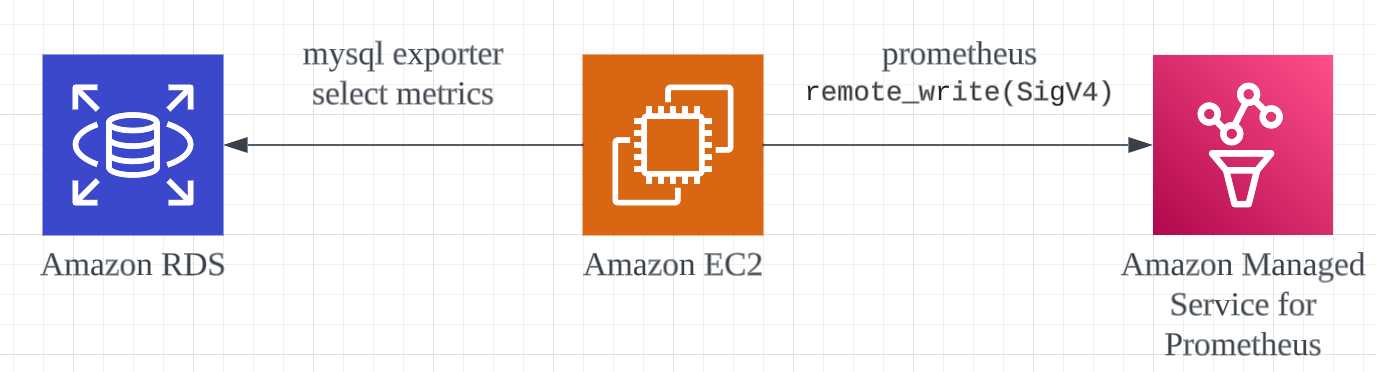 mysql exporter
select metrics
prometheus
remote_write(SigV4)
Amazon RDS
Amazon EC2
Amazon Managed
Service for
Prometheus